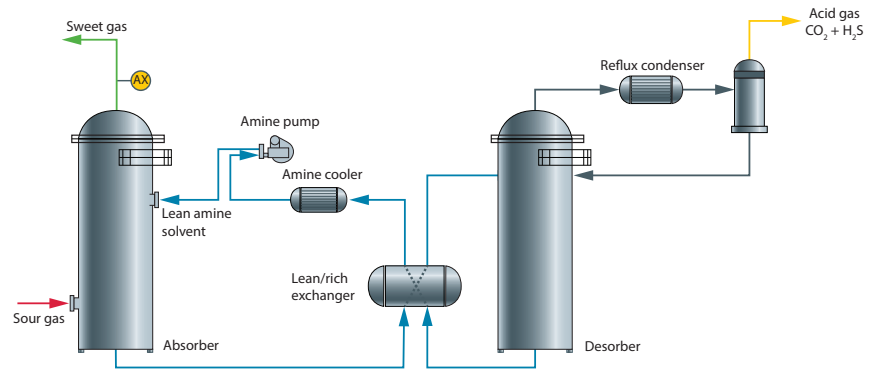 Sweet gas
AX
Acid gas
CO₂ + H₂S
Reflux condenser
Amine pump
Amine cooler
Lean amine
solvent
Lean/rich
exchanger
Sour gas
Absorber
Desorber